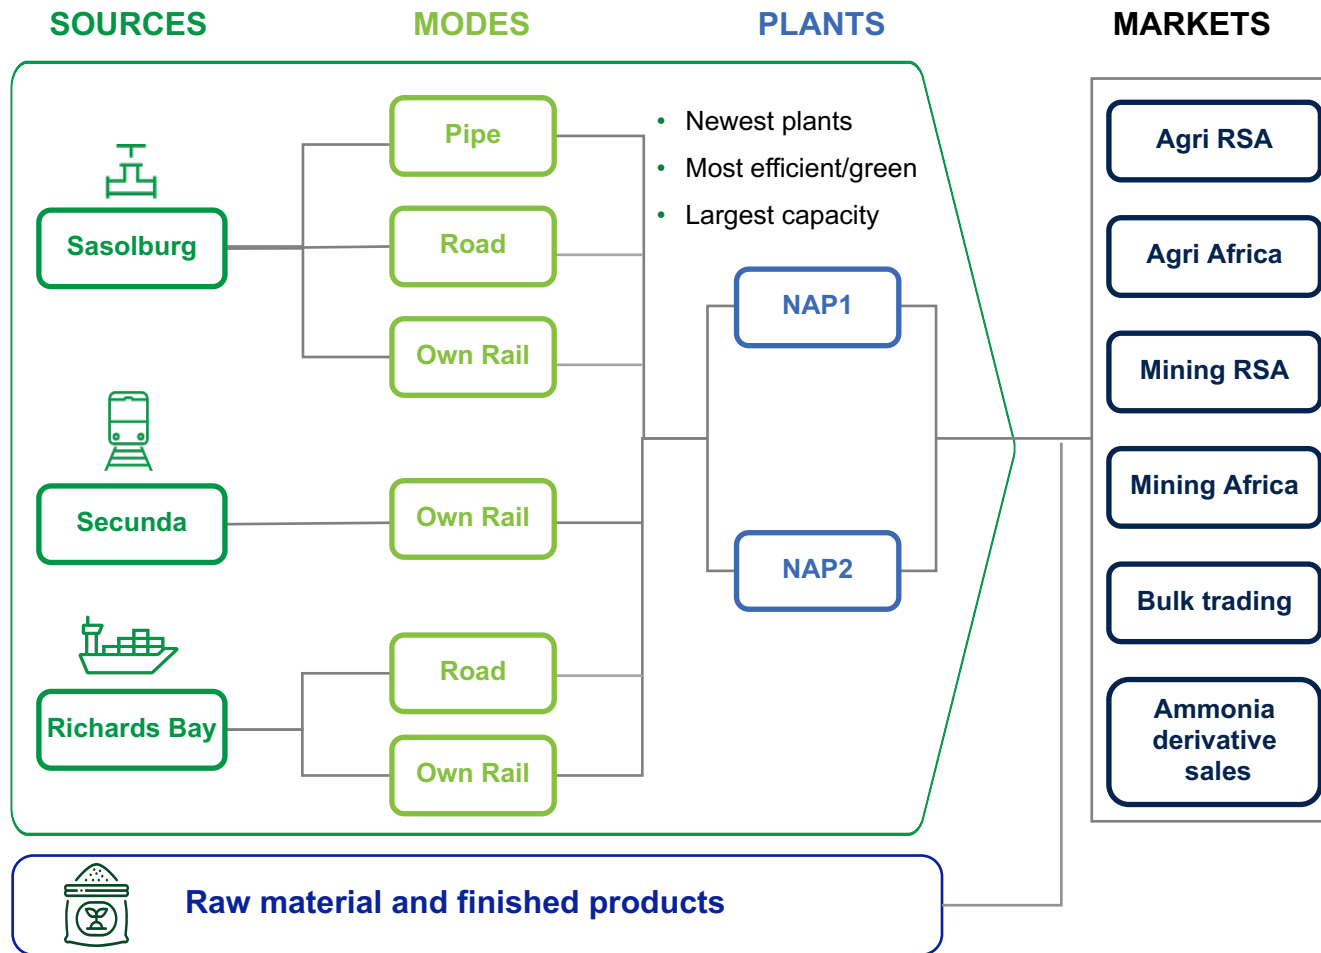 SOURCES
MODES
PLANTS
MARKETS
Sasolburg
Secunda
Richards Bay
Pipe
Road
Own Rail
Own Rail
Road
Own Rail
• Newest plants
• Most efficient/green
• Largest capacity
NAP1
NAP2
Agri RSA
Agri Africa
Mining RSA
Mining Africa
Bulk trading
Ammonia
derivative
sales
Raw material and finished products